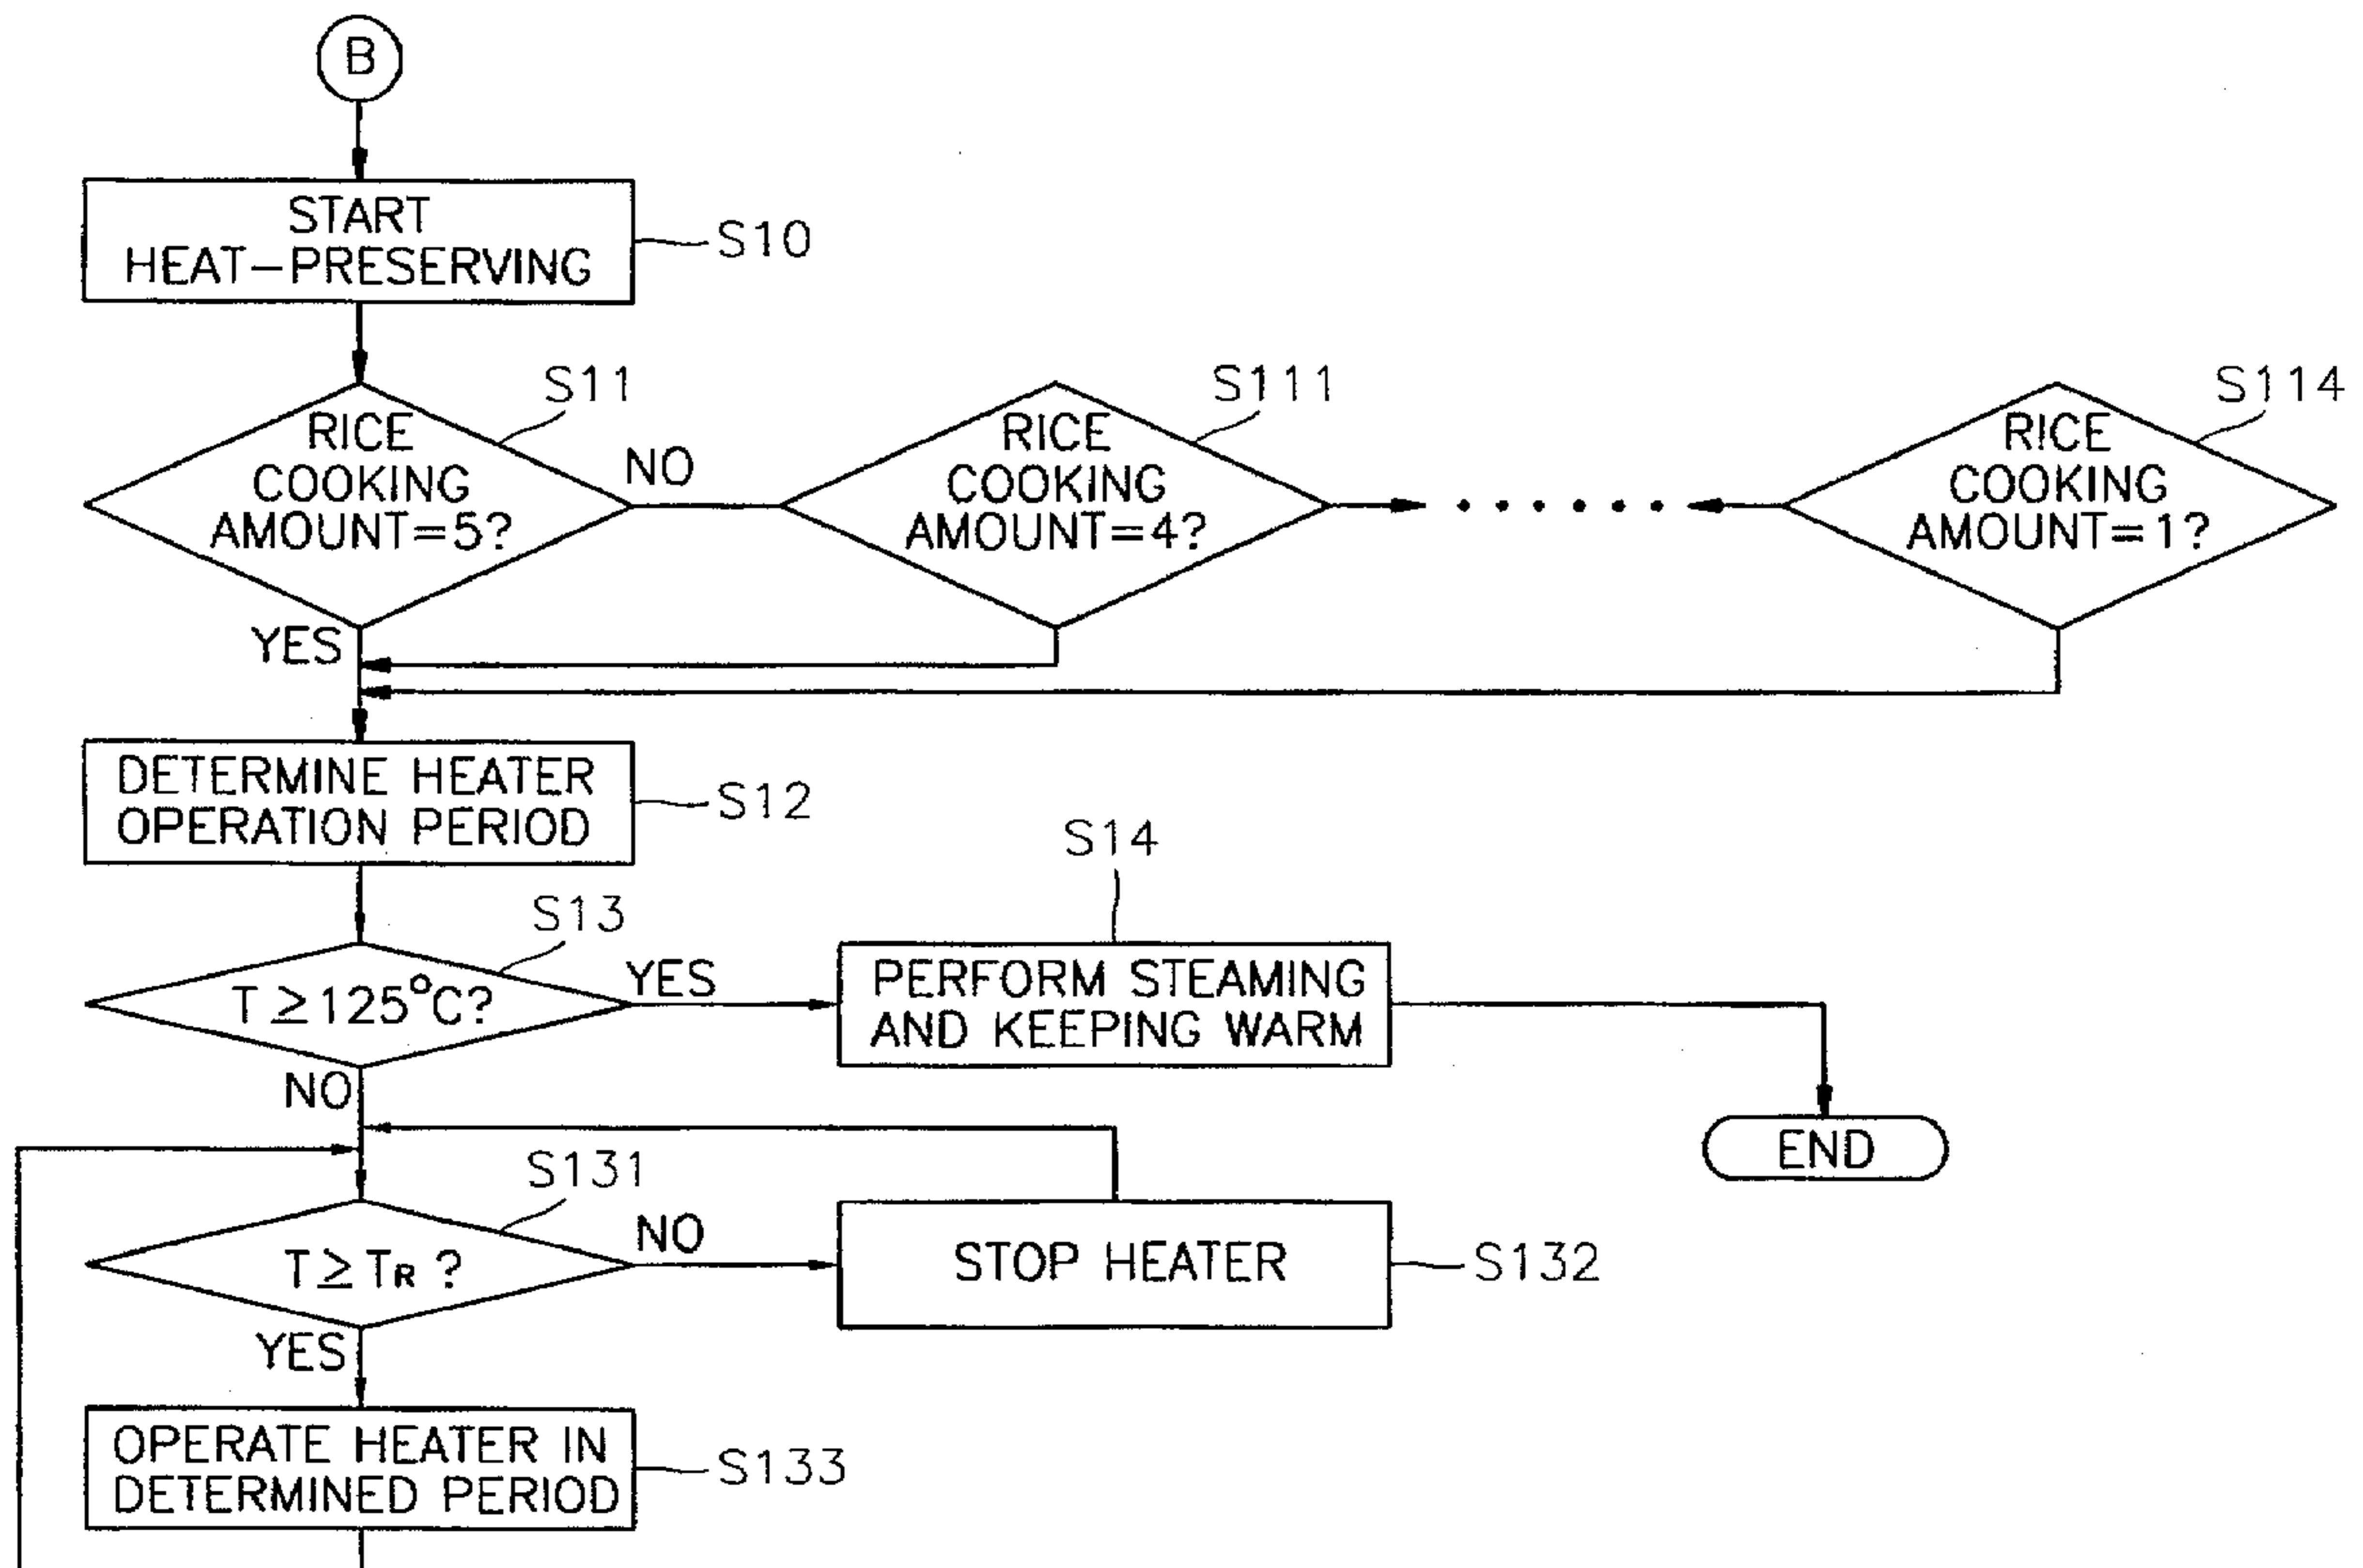 B
START
HEAT-PRESERVING
S10
S11
RICE
COOKING
AMOUNT=5?
NO
S111
RICE
COOKING
AMOUNT=4?
S114
RICE
COOKING
AMOUNT=1?
YES
DETERMINE HEATER
OPERATION PERIOD
S12
S13
T≥125°C?
YES
S14
PERFORM STEAMING
AND KEEPING WARM
NO
END
S131
T≥TR ?
NO
STOP HEATER
S132
YES
OPERATE HEATER IN
DETERMINED PERIOD
S133